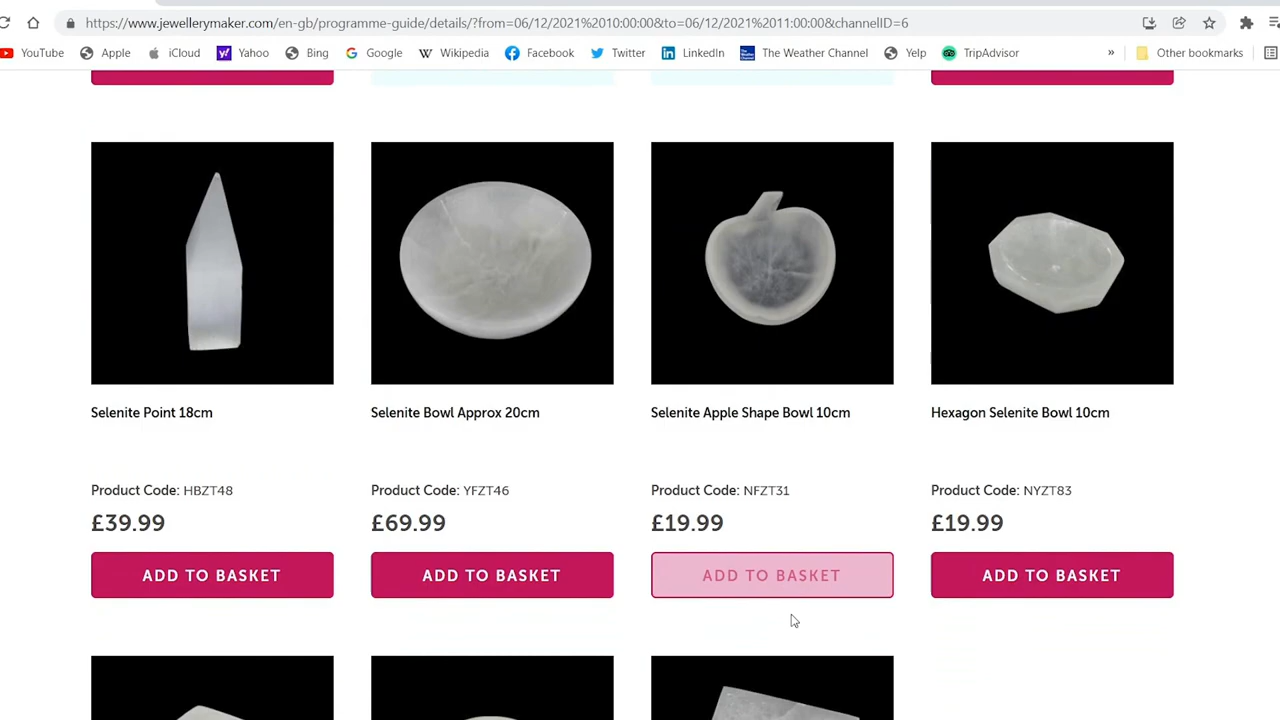 https://www.jewellerymaker.com/en-gb/programme-guide/details/?from=06/12/2021%2010:00:00&to=06/12/2021%2011:00:00&channelID=6
YouTube Apple iCloud Yahoo Bing Google Wikipedia Facebook Twitter LinkedIn The Weather Channel Yelp TripAdvisor » Other bookmarks
Selenite Point 18cm
Selenite Bowl Approx 20cm
Selenite Apple Shape Bowl 10cm
Hexagon Selenite Bowl 10cm
Product Code: HBZT48
Product Code: YFZT46
Product Code: NFZT31
Product Code: NYZT83
£39.99
£69.99
£19.99
£19.99
ADD TO BASKET
ADD TO BASKET
ADD TO BASKET
ADD TO BASKET